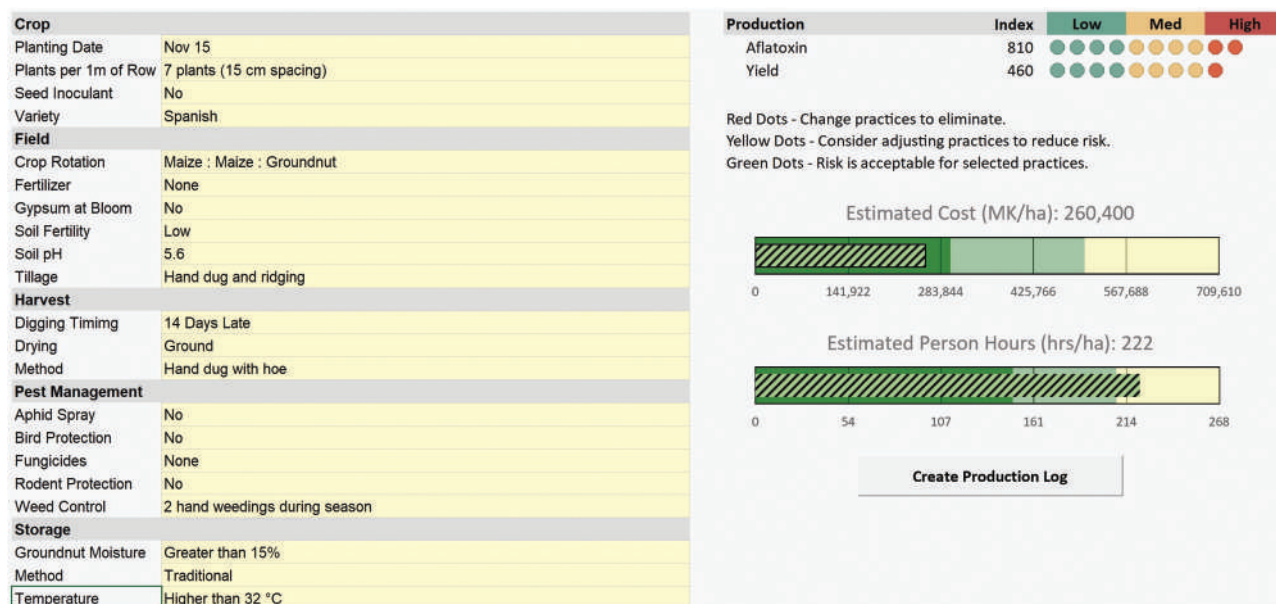 Crop
Planting Date Nov 15
Plants per 1m of Row 7 plants (15 cm spacing)
Seed Inoculant No
Variety Spanish
Field
Crop Rotation Maize : Maize : Groundnut
Fertilizer None
Gypsum at Bloom No
Soil Fertility Low
Soil pH 5.6
Tillage Hand dug and ridging
Harvest
Digging Timimg 14 Days Late
Drying Ground
Method Hand dug with hoe
Pest Management
Aphid Spray No
Bird Protection No
Fungicides None
Rodent Protection No
Weed Control 2 hand weedings during season
Storage
Groundnut Moisture Greater than 15%
Method Traditional
Temperature Higher than 32 °C
Production Index Low Med High
Aflatoxin 810
Yield 460
Red Dots - Change practices to eliminate.
Yellow Dots - Consider adjusting practices to reduce risk.
Green Dots - Risk is acceptable for selected practices.
Estimated Cost (MK/ha): 260,400
0 141,922 283,844 425,766 567,688 709,610
Estimated Person Hours (hrs/ha): 222
0 54 107 161 214 268
Create Production Log